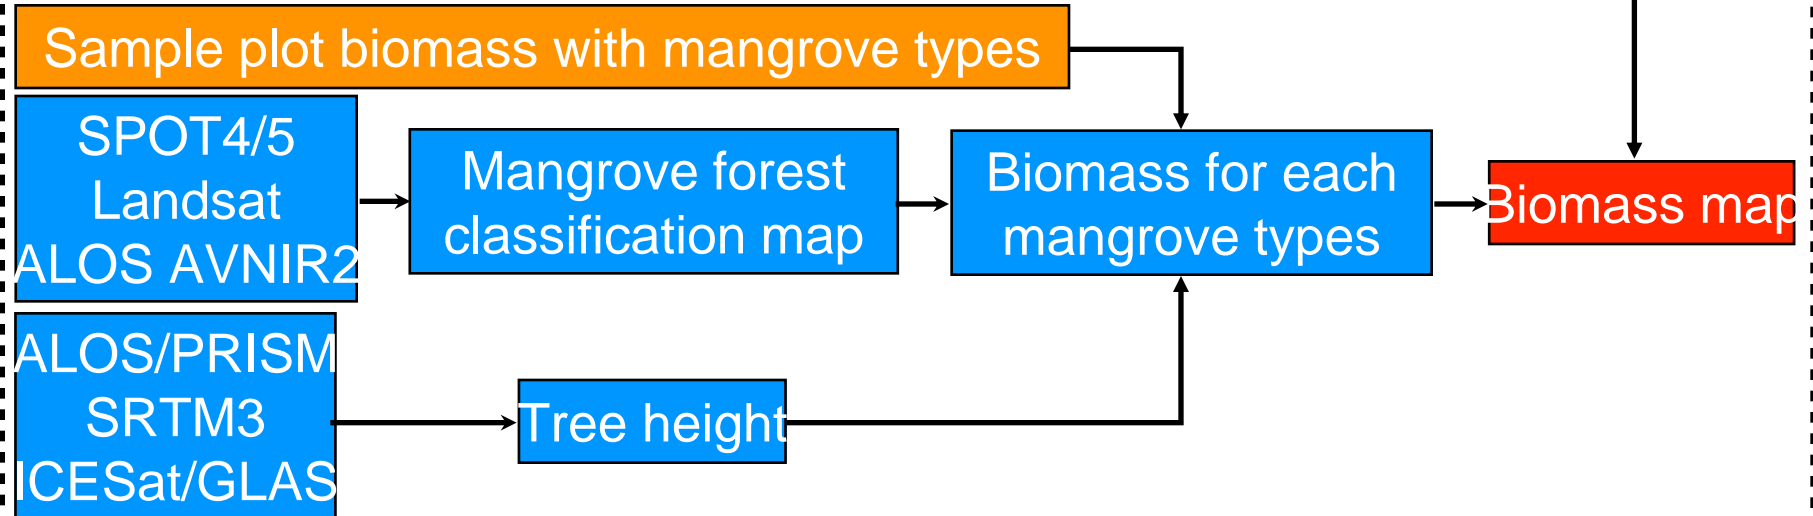 Sample plot biomass with mangrove types
SPOT4/5
Landsat
ALOS AVNIR2
Mangrove forest
classification map
Biomass for each
mangrove types
Biomass map
ALOS/PRISM
SRTM3
ICESat/GLAS
Tree height